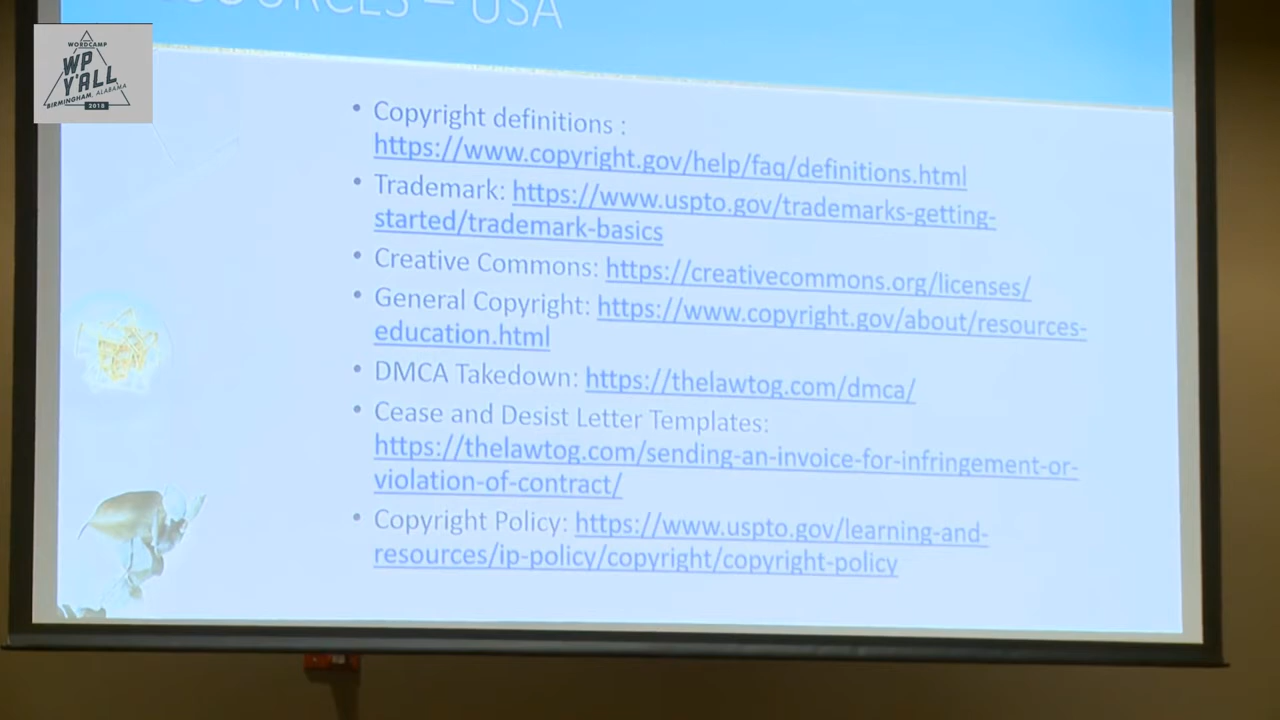 WORDCAMP
WP
Y'ALL
BIRMINGHAM, ALABAMA
2018
RESOURCES – USA
• Copyright definitions :
https://www.copyright.gov/help/faq/definitions.html
• Trademark: https://www.uspto.gov/trademarks-getting-
started/trademark-basics
• Creative Commons: https://creativecommons.org/licenses/
• General Copyright: https://www.copyright.gov/about/resources-
education.html
• DMCA Takedown: https://thelawtog.com/dmca/
• Cease and Desist Letter Templates:
https://thelawtog.com/sending-an-invoice-for-infringement-or-
violation-of-contract/
• Copyright Policy: https://www.uspto.gov/learning-and-
resources/ip-policy/copyright/copyright-policy